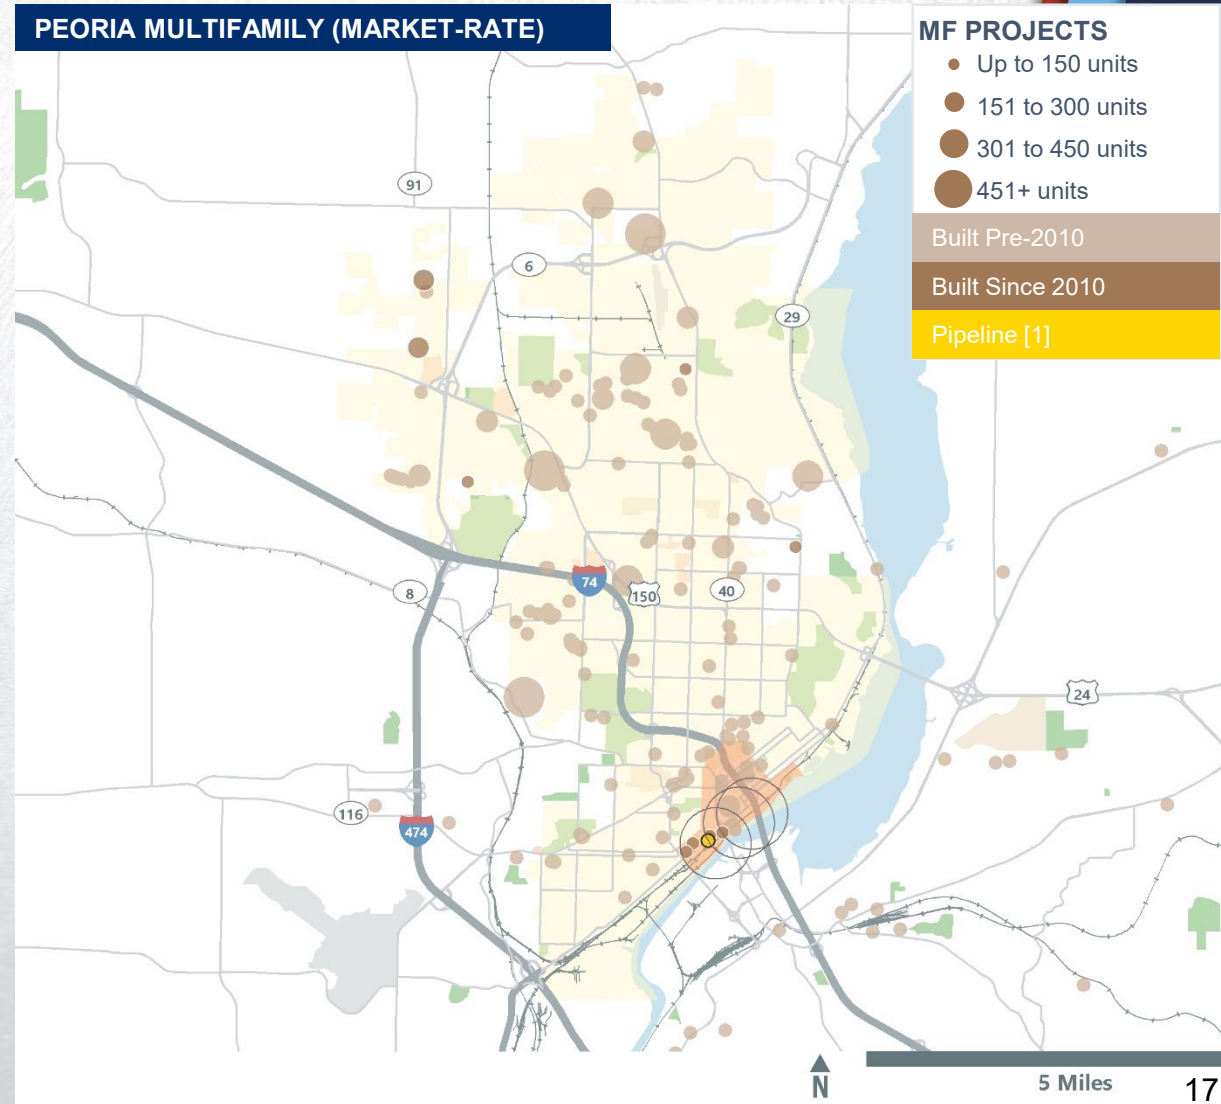 PEORIA MULTIFAMILY (MARKET-RATE)
MF PROJECTS
Up to 150 units
151 to 300 units
301 to 450 units
451+ units
Built Pre-2010
Built Since 2010
Pipeline [1]
91
6
29
74
150
40
8
24
116
474
N
5 Miles
17